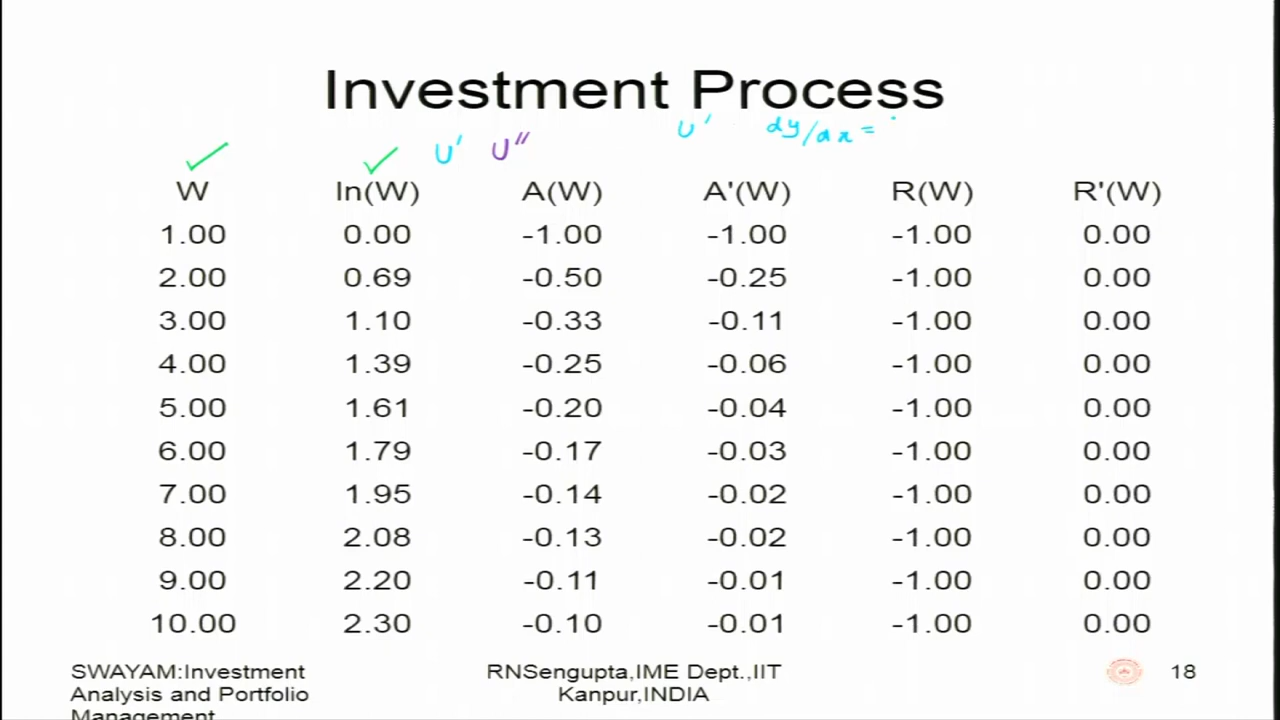 Investment Process
U' dy/dx =
U' U''
W ln(W) A(W) A'(W) R(W) R'(W)
1.00 0.00 -1.00 -1.00 -1.00 0.00
2.00 0.69 -0.50 -0.25 -1.00 0.00
3.00 1.10 -0.33 -0.11 -1.00 0.00
4.00 1.39 -0.25 -0.06 -1.00 0.00
5.00 1.61 -0.20 -0.04 -1.00 0.00
6.00 1.79 -0.17 -0.03 -1.00 0.00
7.00 1.95 -0.14 -0.02 -1.00 0.00
8.00 2.08 -0.13 -0.02 -1.00 0.00
9.00 2.20 -0.11 -0.01 -1.00 0.00
10.00 2.30 -0.10 -0.01 -1.00 0.00
SWAYAM:Investment
Analysis and Portfolio
Management
RNSengupta,IME Dept.,IIT
Kanpur,INDIA
18